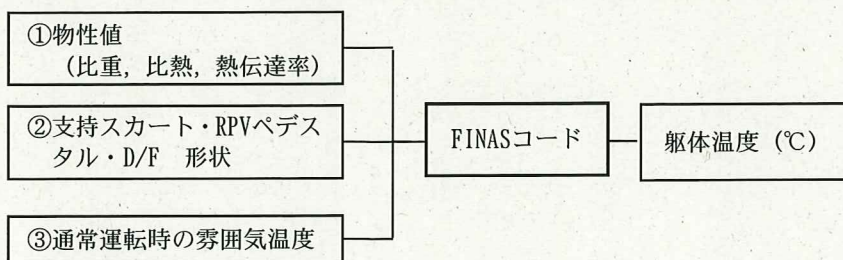 ①物性値
(比重, 比熱, 熱伝達率)
②支持スカート・RPVペデス
タル・D/F 形状
③通常運転時の雰囲気温度
FINASコード
躯体温度 (℃)